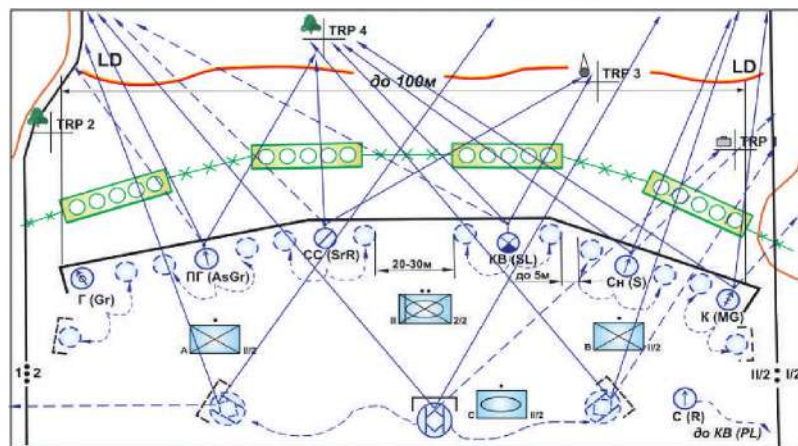 TRP 4
LD
LD
до 100м
TRP 3
TRP 2
TRP 1
СС (SrR)
КВ (SL)
ПГ (AsGr)
20-30м
до 5м
Сн (S)
Г (Gr)
К (MG)
В 2/2
А II/2
В II/2
1 2
II/2 I/2
С II/2
С (R)
до КВ (PL)